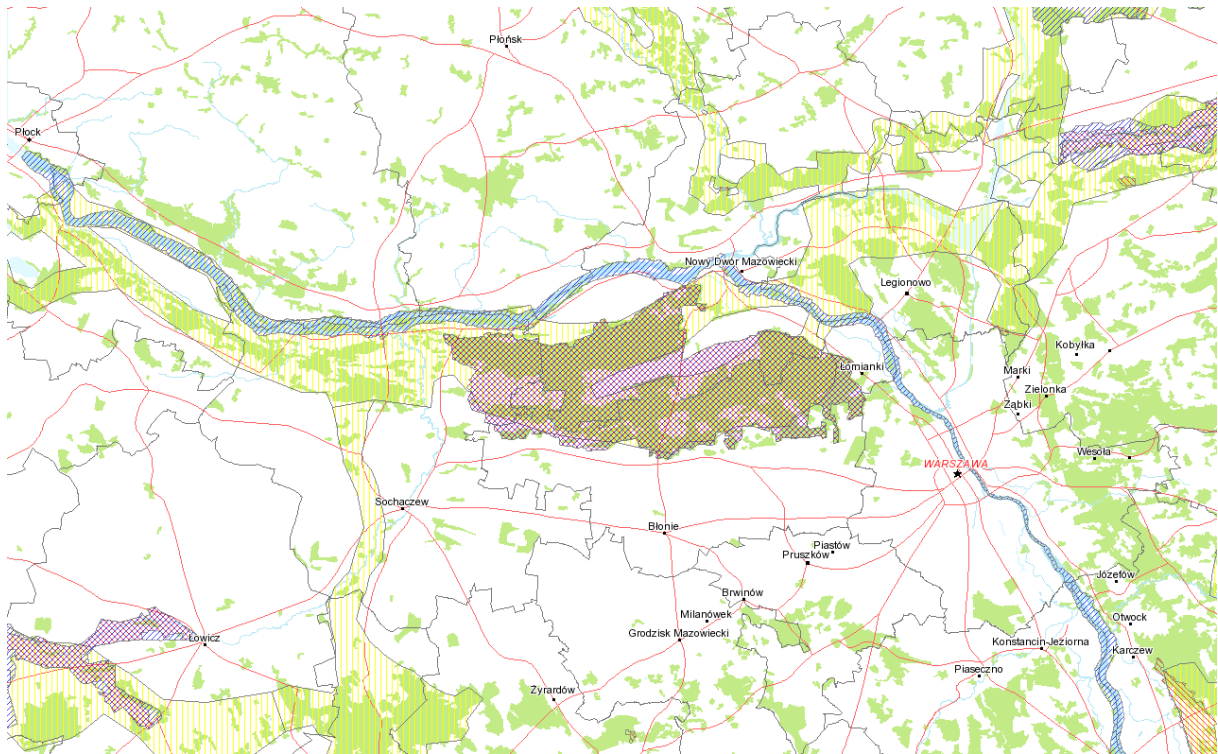 Płońsk
Płock
Nowy Dwór Mazowiecki
Legionowo
Kobyłka
Łomianki
Marki
Zielonka
Ząbki
Wesoła
WARSZAWA
Sochaczew
Błonie
Piastów
Pruszków
Józefów
Brwinów
Milanówek
Otwock
Grodzisk Mazowiecki
Łowicz
Konstancin-Jeziorna
Karczew
Piaseczno
Żyrardów